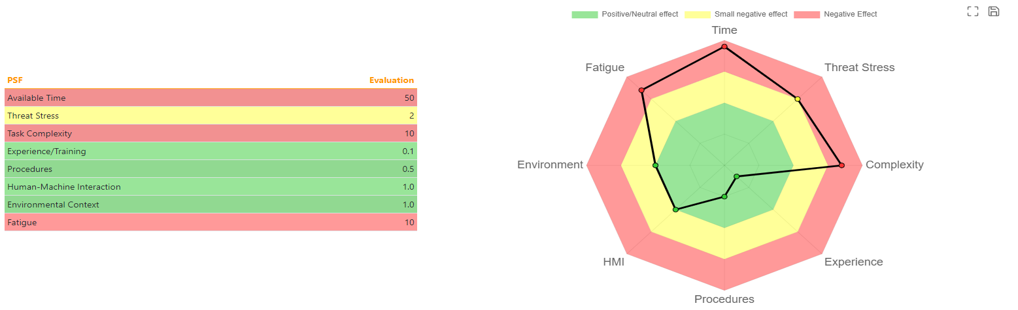 PSF Evaluation
Available Time 50
Threat Stress 2
Task Complexity 10
Experience/Training 0.1
Procedures 0.5
Human-Machine Interaction 1.0
Environmental Context 1.0
Fatigue 10
Positive/Neutral effect Small negative effect Negative Effect
Time
Fatigue Threat Stress
Environment Complexity
HMI Experience
Procedures